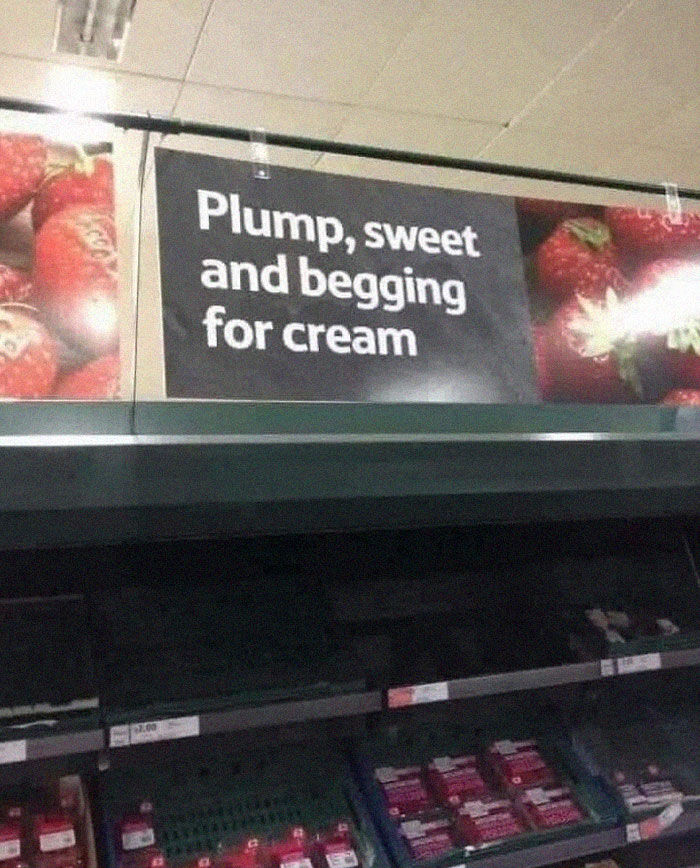 Plump, sweet
and begging
for cream